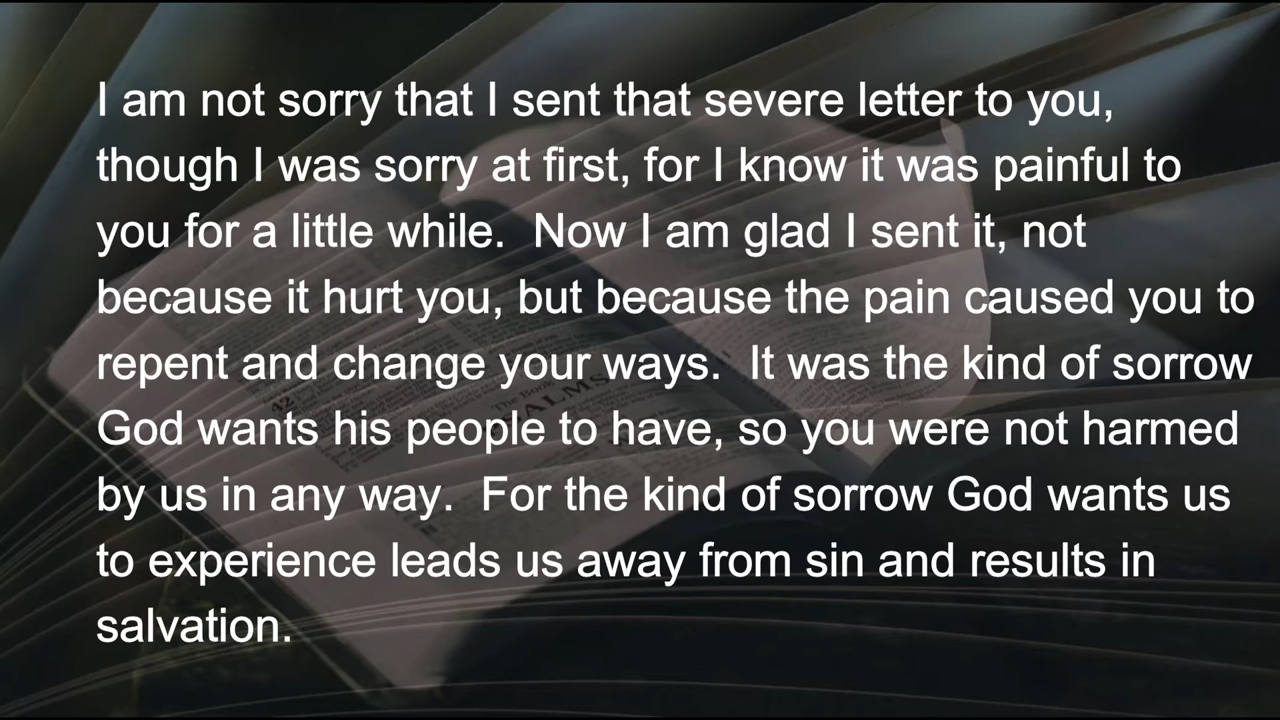 I am not sorry that I sent that severe letter to you,
though I was sorry at first, for I know it was painful to
you for a little while.  Now I am glad I sent it, not
because it hurt you, but because the pain caused you to
repent and change your ways.  It was the kind of sorrow
God wants his people to have, so you were not harmed
by us in any way.  For the kind of sorrow God wants us
to experience leads us away from sin and results in
salvation.